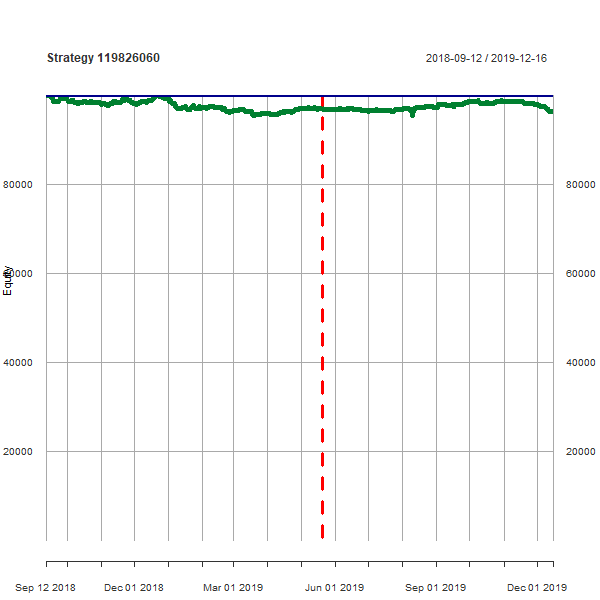 Strategy 119826060
2018-09-12 / 2019-12-16
80000
80000
Equity
60000
60000
40000
40000
20000
20000
Sep 12 2018
Dec 01 2018
Mar 01 2019
Jun 01 2019
Sep 01 2019
Dec 01 2019